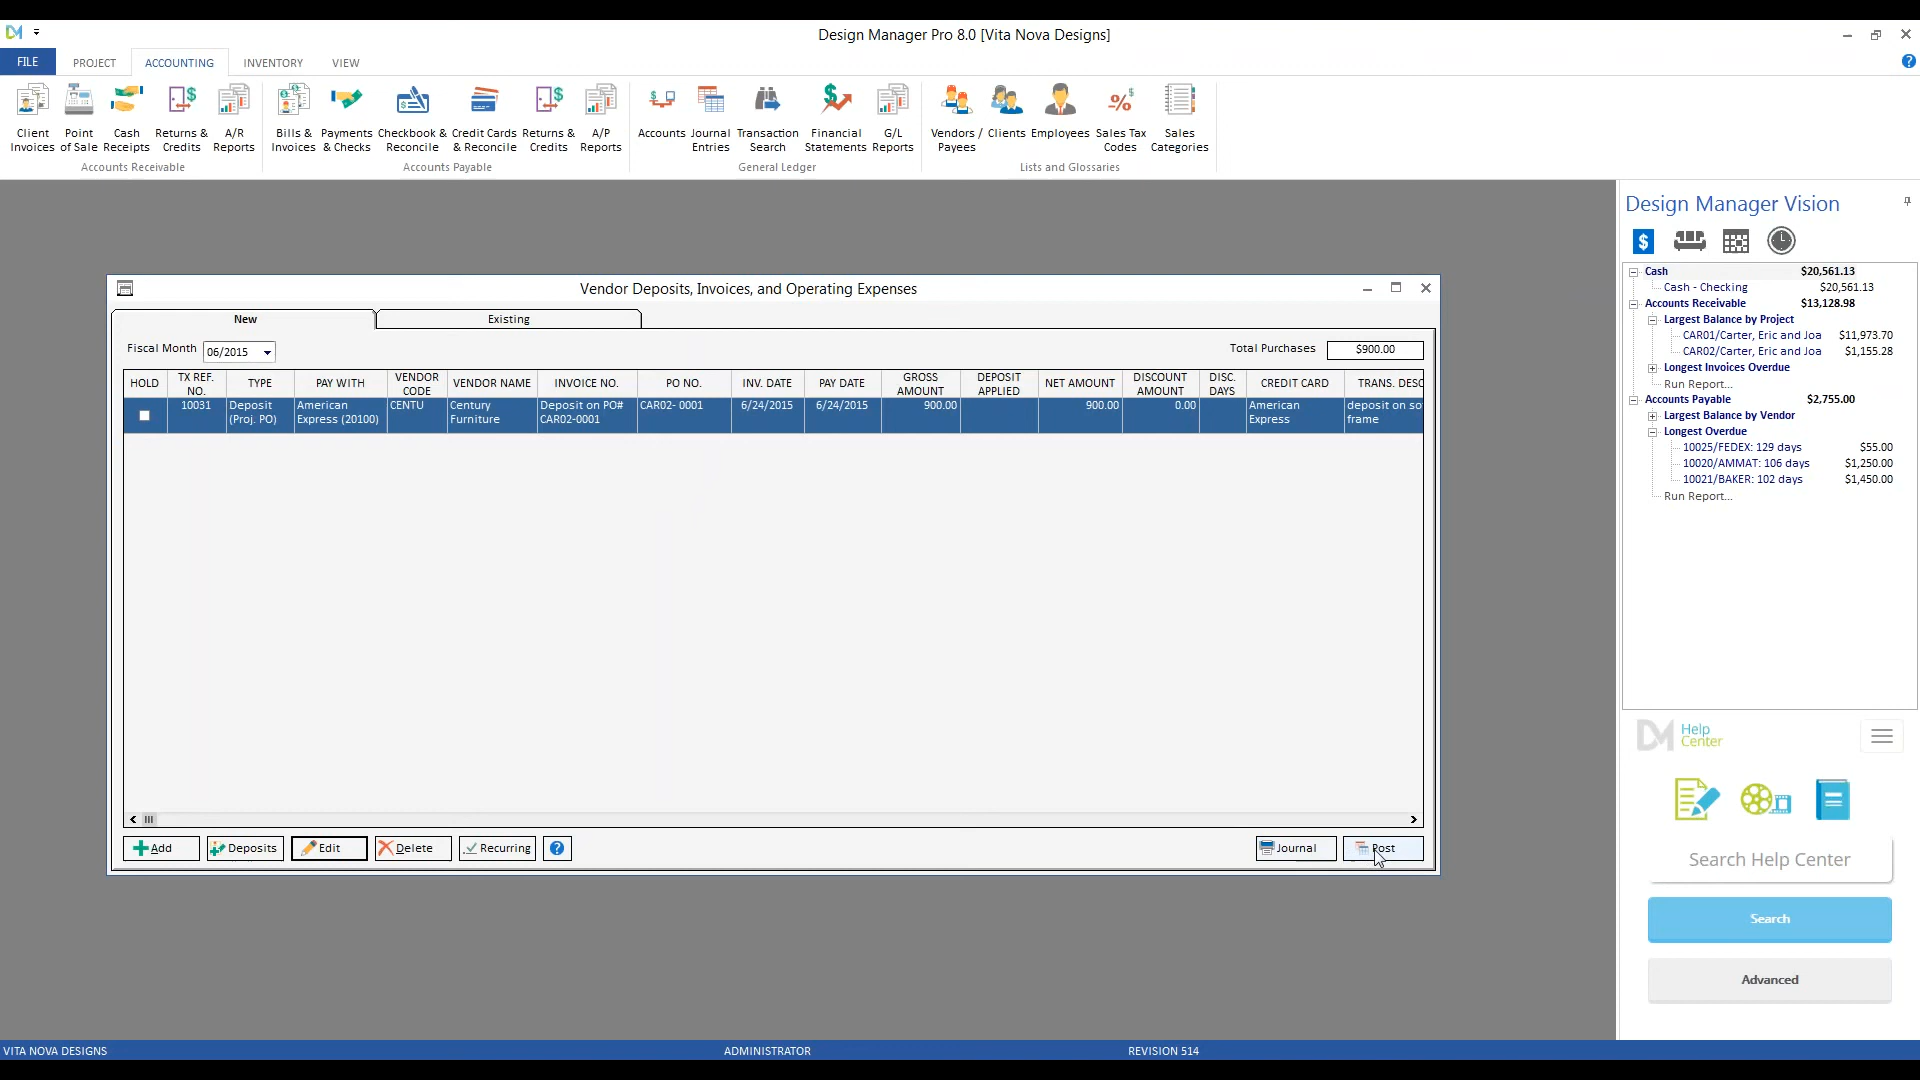 DM
Design Manager Pro 8.0 [Vita Nova Designs]
FILE PROJECT ACCOUNTING INVENTORY VIEW
Client Invoices
Point of Sale
Cash Receipts
Returns & Credits
A/R Reports
Accounts Receivable
Bills & Invoices
Payments & Checks
Checkbook & Reconcile
Credit Cards & Reconcile
Returns & Credits
A/P Reports
Accounts Payable
Accounts
Journal Entries
Transaction Search
Financial Statements
G/L Reports
General Ledger
Vendors / Payees
Clients
Employees
Sales Tax Codes
Sales Categories
Lists and Glossaries
Vendor Deposits, Invoices, and Operating Expenses
New Existing
Fiscal Month 06/2015 Total Purchases $900.00
HOLD TX REF. NO. TYPE PAY WITH VENDOR CODE VENDOR NAME INVOICE NO. PO NO. INV. DATE PAY DATE GROSS AMOUNT DEPOSIT APPLIED NET AMOUNT DISCOUNT AMOUNT DISC. DAYS CREDIT CARD TRANS. DESC
10031 Deposit American CENTU Century Deposit on PO# CAR02- 0001 6/24/2015 6/24/2015 900.00 900.00 0.00 American deposit on so
(Proj. PO) Express (20100) Furniture CAR02-0001 Express frame
Add Deposits Edit Delete Recurring ? Journal Post
Design Manager Vision
Cash $20,561.13
Cash - Checking $20,561.13
Accounts Receivable $13,128.98
Largest Balance by Project
CAR01/Carter, Eric and Joa $11,973.70
CAR02/Carter, Eric and Joa $1,155.28
Longest Invoices Overdue
Run Report...
Accounts Payable $2,755.00
Largest Balance by Vendor
Longest Overdue
10025/FEDEX: 129 days $55.00
10020/AMMAT: 106 days $1,250.00
10021/BAKER: 102 days $1,450.00
Run Report...
DM Help Center
Search Help Center
Search
Advanced
VITA NOVA DESIGNS ADMINISTRATOR REVISION 514